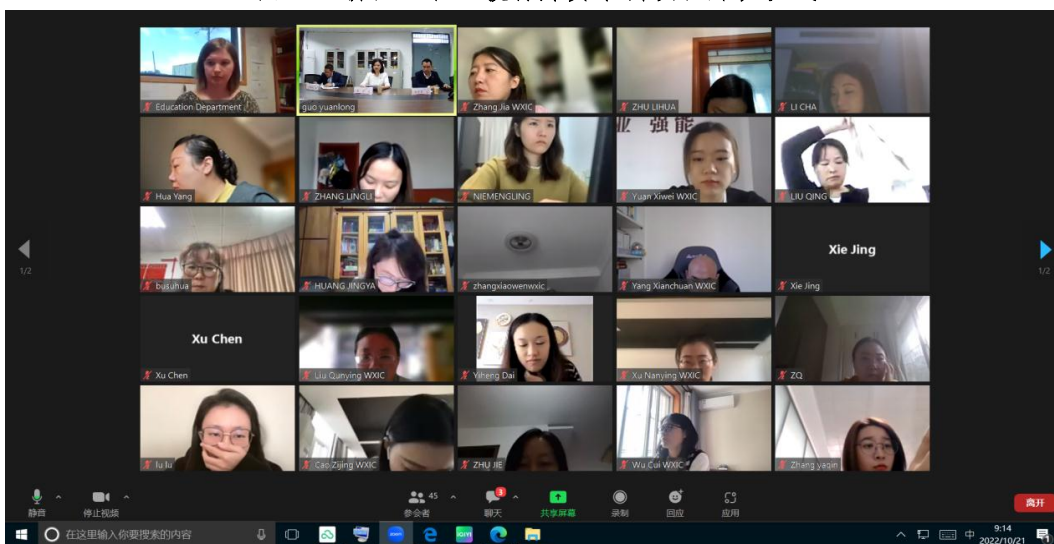 Education Department
guo yuanlong
Zhang Jia WXIC
ZHU LIHUA
LI CHA
Hua Yang
ZHANG LINGLI
NIEMENGLING
业 强 能
Yuan Xiwei WXIC
LIU QING
busuhua
HUANG JINGYA
zhangxiaowenwxic
Yang Xianchuan WXIC
Xie Jing
Xie Jing
1/2
1/2
Xu Chen
Xu Chen
Liu Qunying WXIC
Yiheng Dai
Xu Nanying WXIC
ZQ
lu lu
Cao Zijing WXIC
ZHU JIE
Wu Cui WXIC
Zhang yaqin
静音
停止视频
45
参会者
3
聊天
共享屏幕
录制
回应
应用
离开
在这里输入你要搜索的内容
中
9:14
2022/10/21